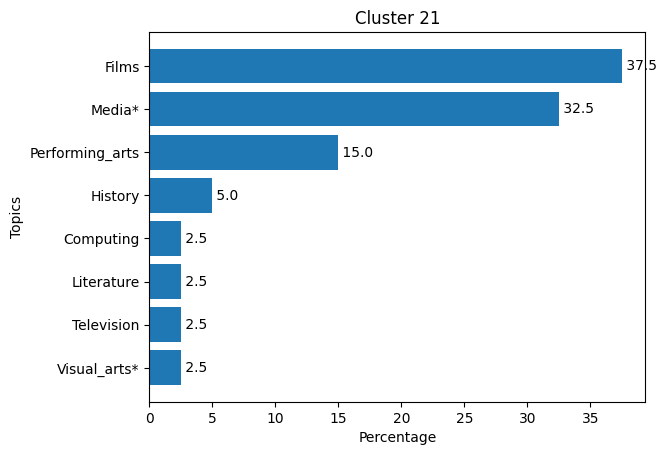 Cluster 21
Films 37.5
Media* 32.5
Performing_arts 15.0
History 5.0
Computing 2.5
Literature 2.5
Television 2.5
Visual_arts* 2.5
Topics
0 5 10 15 20 25 30 35
Percentage